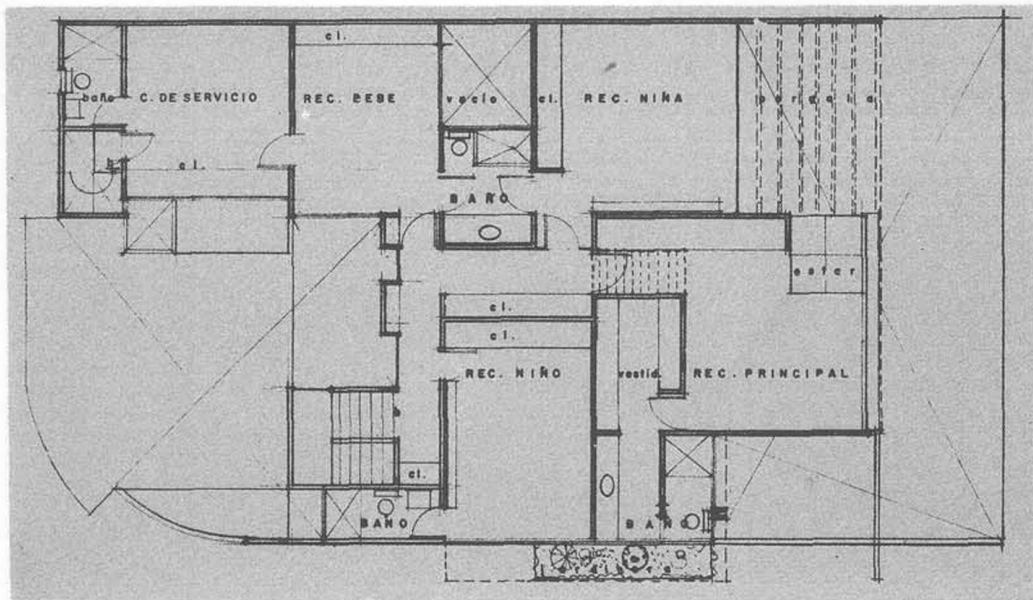 cl.
baño C. DE SERVICIO REC. BEBE vacio cl. REC. NIÑA pergola
cl.
BAÑO
estar
cl.
cl.
REC. NIÑO vestid. REC. PRINCIPAL
cl.
BAÑO BAÑO